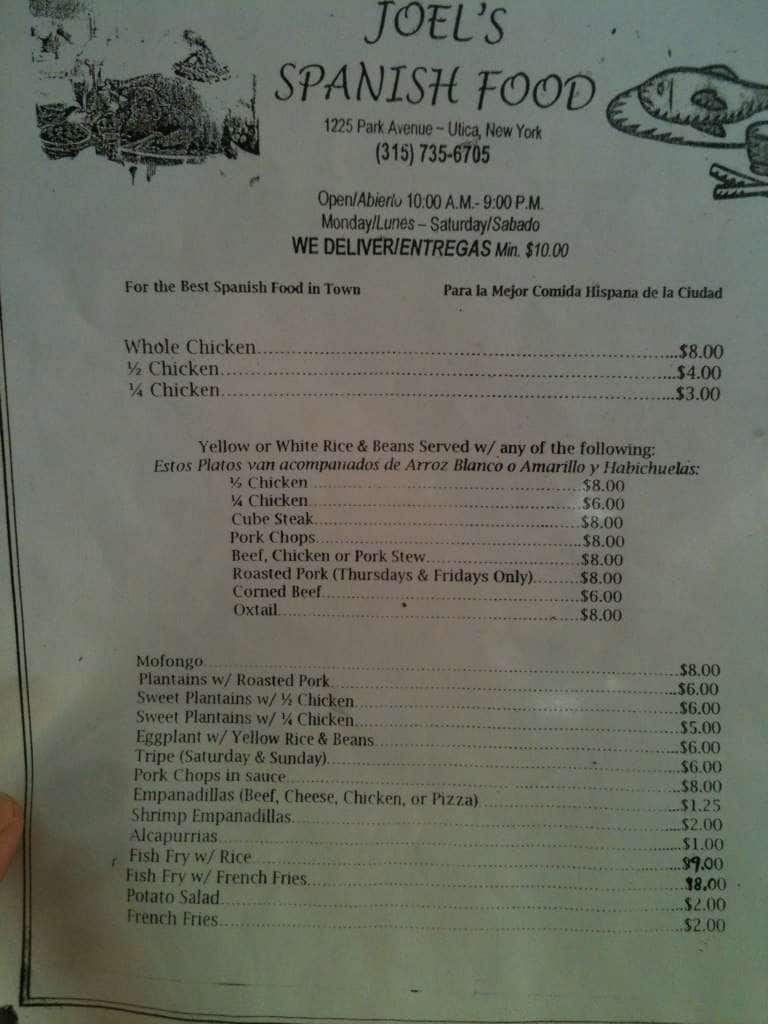 JOEL'S
SPANISH FOOD
1225 Park Avenue ~ Utica, New York
(315) 735-6705
Open/Abierto 10:00 A.M.- 9:00 P.M.
Monday/Lunes – Saturday/Sabado
WE DELIVER/ENTREGAS Min. $10.00
For the Best Spanish Food in Town Para la Mejor Comida Hispana de la Ciudad
Whole Chicken $8.00
½ Chicken $4.00
¼ Chicken $3.00
Yellow or White Rice & Beans Served w/ any of the following:
Estos Platos van acompanados de Arroz Blanco o Amarillo y Habichuelas:
½ Chicken $8.00
¼ Chicken $6.00
Cube Steak $8.00
Pork Chops $8.00
Beef, Chicken or Pork Stew $8.00
Roasted Pork (Thursdays & Fridays Only) $8.00
Corned Beef $6.00
Oxtail $8.00
Mofongo $8.00
Plantains w/ Roasted Pork $6.00
Sweet Plantains w/ ½ Chicken $6.00
Sweet Plantains w/ ¼ Chicken $5.00
Eggplant w/ Yellow Rice & Beans $6.00
Tripe (Saturday & Sunday) $6.00
Pork Chops in sauce $8.00
Empanadillas (Beef, Cheese, Chicken, or Pizza) $1.25
Shrimp Empanadillas $2.00
Alcapurrias $1.00
Fish Fry w/ Rice $9.00
Fish Fry w/ French Fries $8.00
Potato Salad $2.00
French Fries $2.00